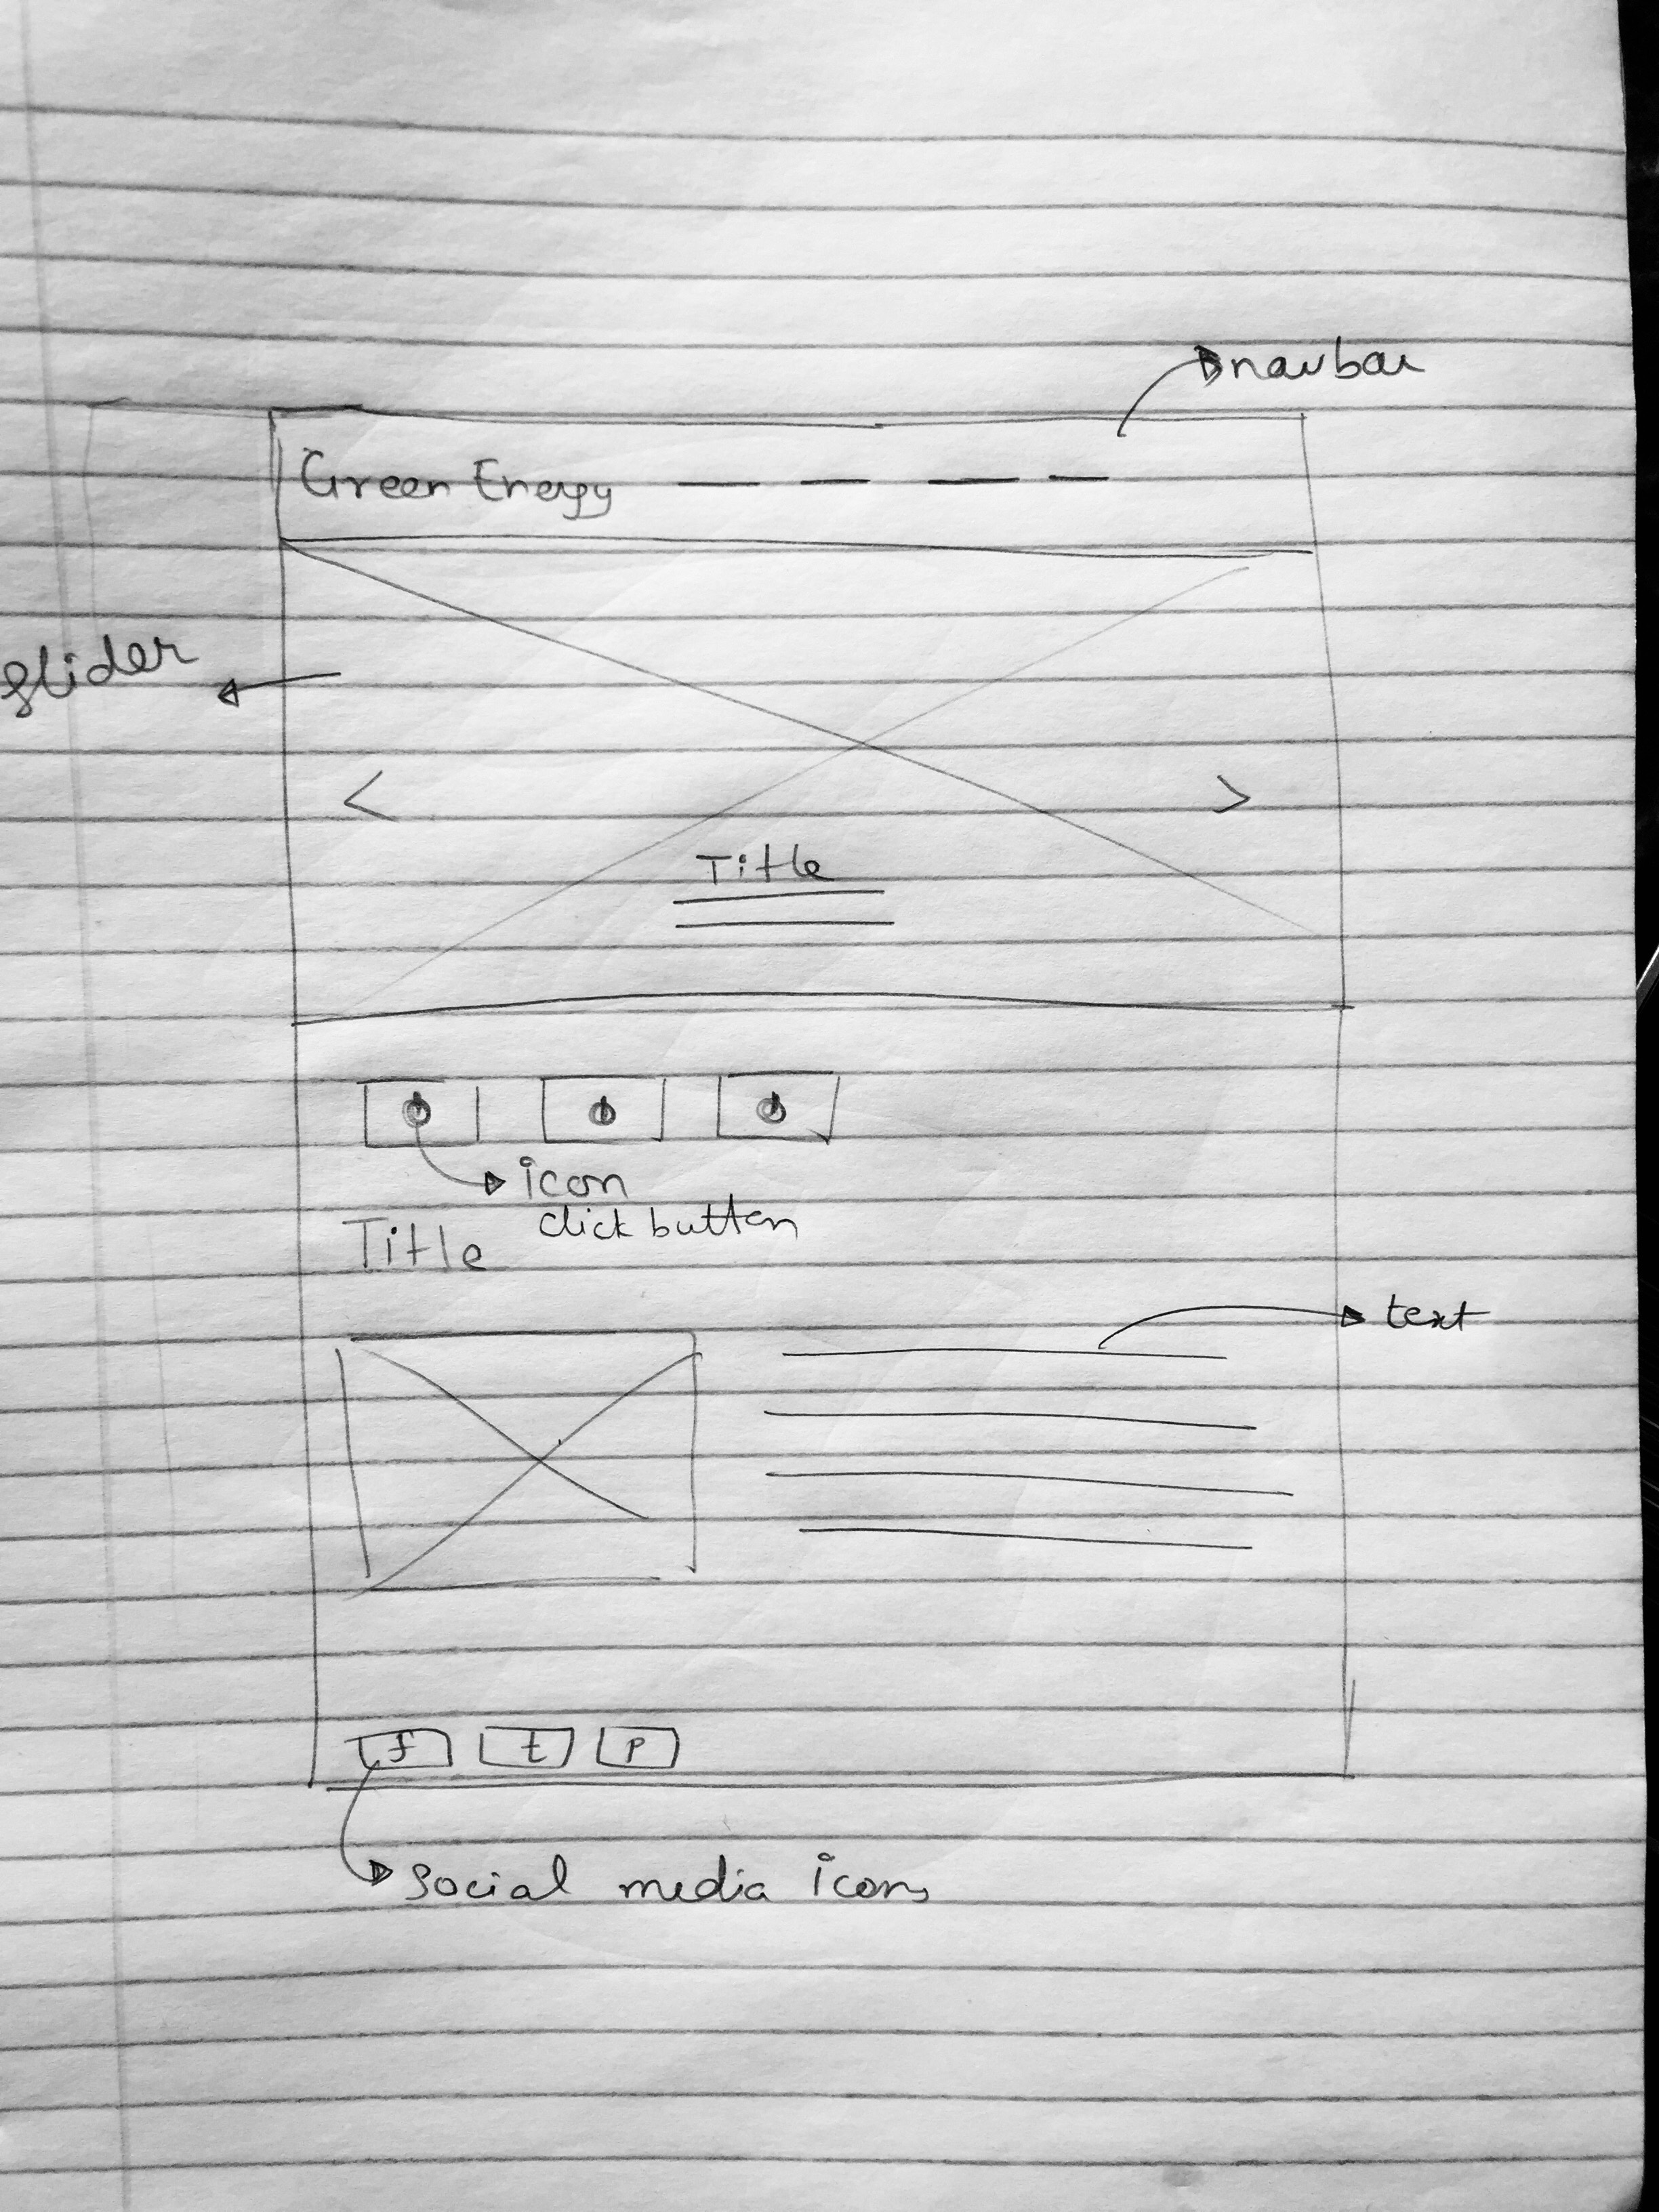 navbar
Green Energy
slider
< >
Title
icon
click button
Title
text
f t p
social media icons